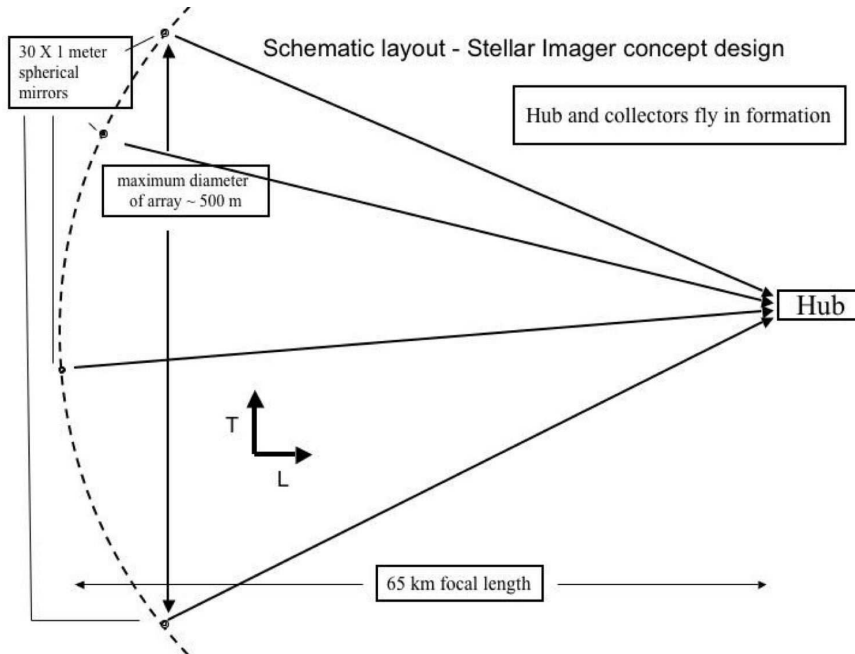 Schematic layout - Stellar Imager concept design
30 X 1 meter
spherical
mirrors
Hub and collectors fly in formation
maximum diameter
of array ~ 500 m
Hub
T
L
65 km focal length